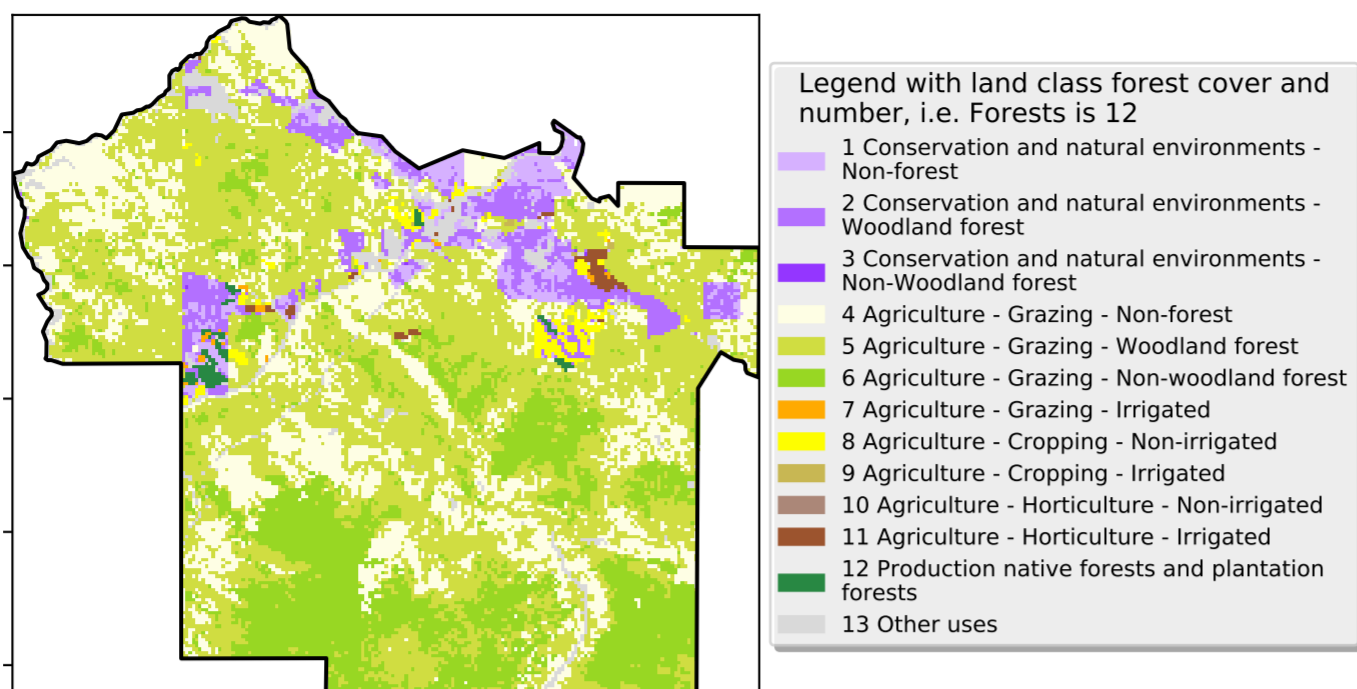 Legend with land class forest cover and
number, i.e. Forests is 12
1 Conservation and natural environments -
Non-forest
2 Conservation and natural environments -
Woodland forest
3 Conservation and natural environments -
Non-Woodland forest
4 Agriculture - Grazing - Non-forest
5 Agriculture - Grazing - Woodland forest
6 Agriculture - Grazing - Non-woodland forest
7 Agriculture - Grazing - Irrigated
8 Agriculture - Cropping - Non-irrigated
9 Agriculture - Cropping - Irrigated
10 Agriculture - Horticulture - Non-irrigated
11 Agriculture - Horticulture - Irrigated
12 Production native forests and plantation
forests
13 Other uses